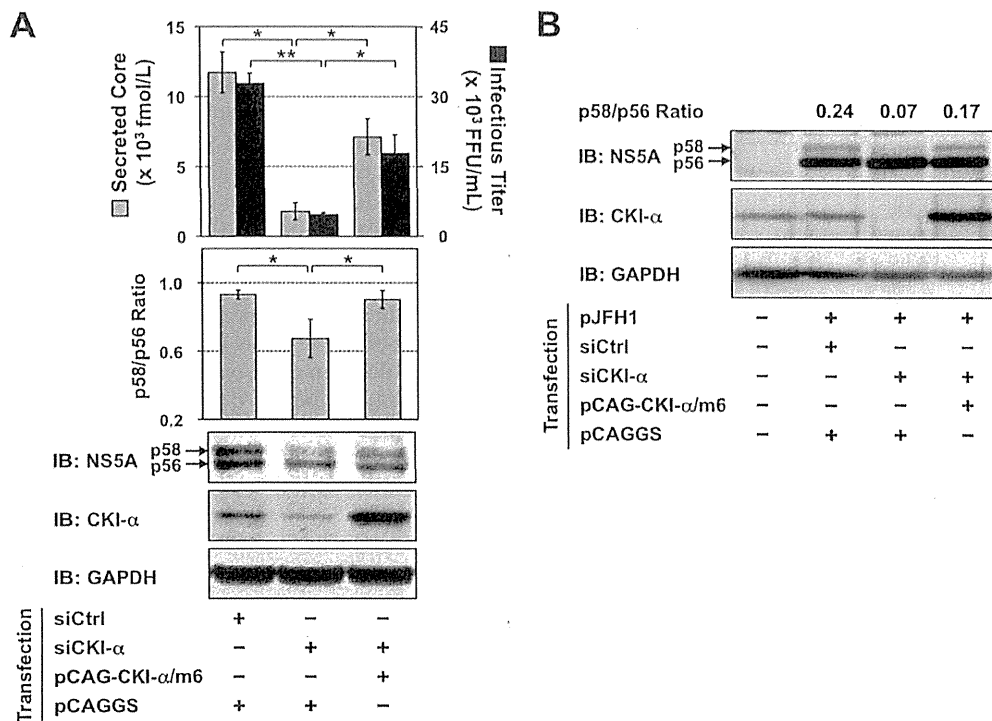 A
Secreted Core
(x 10³ fmol/L)
15
10
5
0
* *
** *
45
30
15
0
Infectious Titer
(x 10³ FFU/mL)
p58/p56 Ratio
1.0
0.6
0.2
* *
IB: NS5A
p58
p56
IB: CKI-α
IB: GAPDH
Transfection
siCtrl + – –
siCKI-α – + +
pCAG-CKI-α/m6 – – +
pCAGGS + + –
B
p58/p56 Ratio 0.24 0.07 0.17
IB: NS5A
p58
p56
IB: CKI-α
IB: GAPDH
Transfection
pJFH1 – + + +
siCtrl – + – –
siCKI-α – – + +
pCAG-CKI-α/m6 – – – +
pCAGGS – + + –